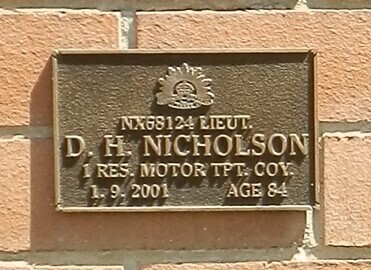 NX68124 LIEUT.
D. H. NICHOLSON
1 RES. MOTOR TPT. COY.
1. 9. 2001 AGE 84